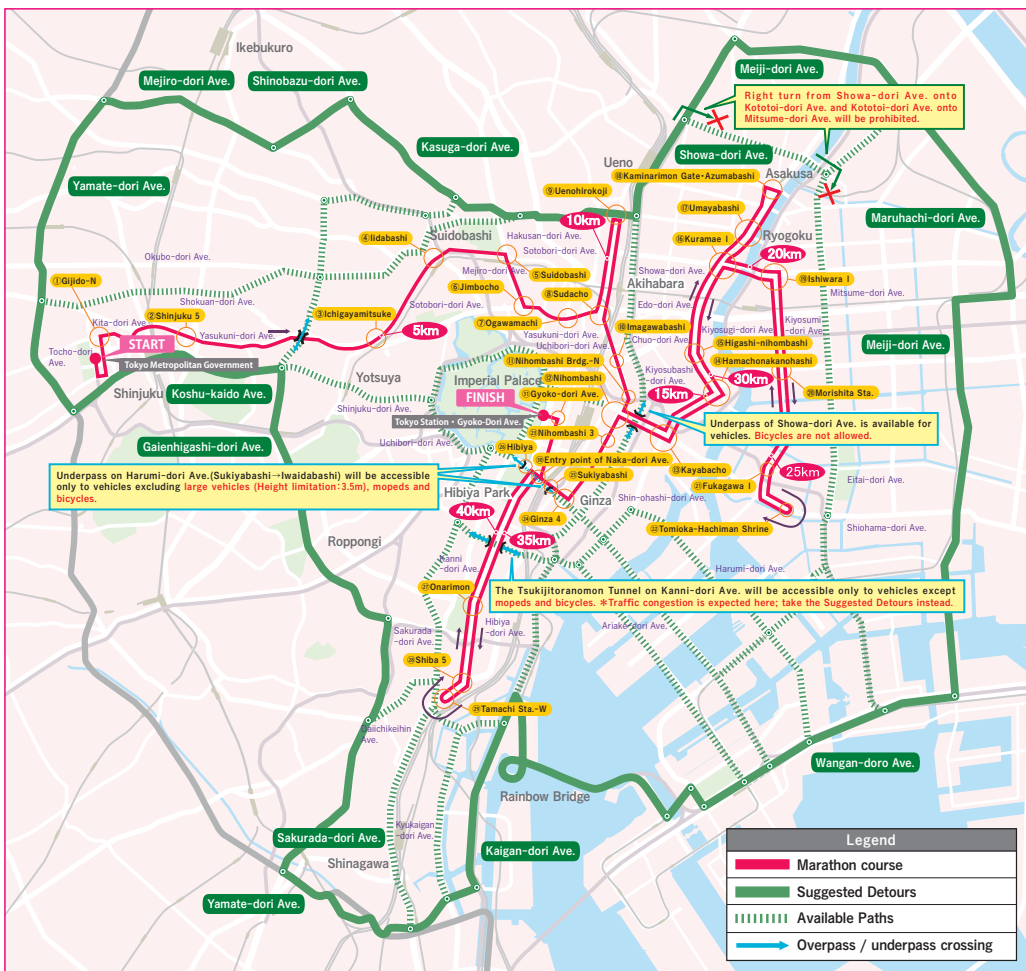 Ikebukuro
Mejiro-dori Ave.
Shinobazu-dori Ave.
Meiji-dori Ave.
Right turn from Showa-dori Ave. onto
Kototoi-dori Ave. and Kototoi-dori Ave. onto
Mitsume-dori Ave. will be prohibited.
Kasuga-dori Ave.
Ueno
Showa-dori Ave.
⑱Kaminarimon Gate・Azumabashi
Asakusa
Yamate-dori Ave.
⑨Uenohirokoji
10km
⑰Umayabashi
Maruhachi-dori Ave.
④Iidabashi
Suidobashi
Hakusan-dori Ave.
Sotobori-dori Ave.
⑯Kuramae 1
Ryogoku
20km
Okubo-dori Ave.
Mejiro-dori Ave.
⑤Suidobashi
Showa-dori Ave.
⑲Ishiwara 1
①Gijido-N
⑥Jimbocho
⑧Sudacho
Akihabara
Mitsume-dori Ave.
Shokuan-dori Ave.
Sotobori-dori Ave.
Edo-dori Ave.
②Shinjuku 5
③Ichigayamitsuke
⑦Ogawamachi
⑩Imagawabashi
Kiyosumi
-dori Ave.
Kita-dori Ave.
Yasukuni-dori Ave.
5km
Yasukuni-dori Ave.
Uchibori-dori Ave.
Chuo-dori Ave.
Kiyosugi-dori Ave.
Meiji-dori Ave.
START
Tocho-dori
Ave.
Tokyo Metropolitan Government
⑮Higashi-nihombashi
⑪Nihombashi Brdg.-N
⑭Hamachonakanohashi
Yotsuya
Imperial Palace
⑫Nihombashi
Kiyosubashi
-dori Ave.
30km
Shinjuku
Koshu-kaido Ave.
FINISH
㉛Gyoko-dori Ave.
15km
⑳Morishita Sta.
Shinjuku-dori Ave.
Tokyo Station・Gyoko-Dori Ave.
Underpass of Showa-dori Ave. is available for
vehicles. Bicycles are not allowed.
Gaienhigashi-dori Ave.
Uchibori-dori Ave.
㉓Nihombashi 3
㉖Hibiya
㉚Entry point of Naka-dori Ave.
⑬Kayabacho
25km
Underpass on Harumi-dori Ave.(Sukiyabashi→Iwaidabashi) will be accessible
only to vehicles excluding large vehicles (Height limitation:3.5m), mopeds and
bicycles.
㉕Sukiyabashi
㉑Fukagawa 1
Eitai-dori Ave.
Hibiya Park
Ginza
Shin-ohashi-dori Ave.
40km
㉔Ginza 4
㉒Tomioka-Hachiman Shrine
Shiohama-dori Ave.
Roppongi
35km
Kanni
-dori Ave.
Harumi-dori Ave.
㉗Onarimon
The Tsukijitoranomon Tunnel on Kanni-dori Ave. will be accessible only to vehicles except
mopeds and bicycles. ＊Traffic congestion is expected here; take the Suggested Detours instead.
Hibiya
-dori Ave.
Ariake-dori Ave.
Sakurada
-dori Ave.
㉘Shiba 5
㉙Tamachi Sta.-W
Daiichikeihin
Ave.
Wangan-doro Ave.
Rainbow Bridge
Kyukaigan
-dori Ave.
Sakurada-dori Ave.
Shinagawa
Kaigan-dori Ave.
Yamate-dori Ave.
Legend
Marathon course
Suggested Detours
Available Paths
Overpass / underpass crossing